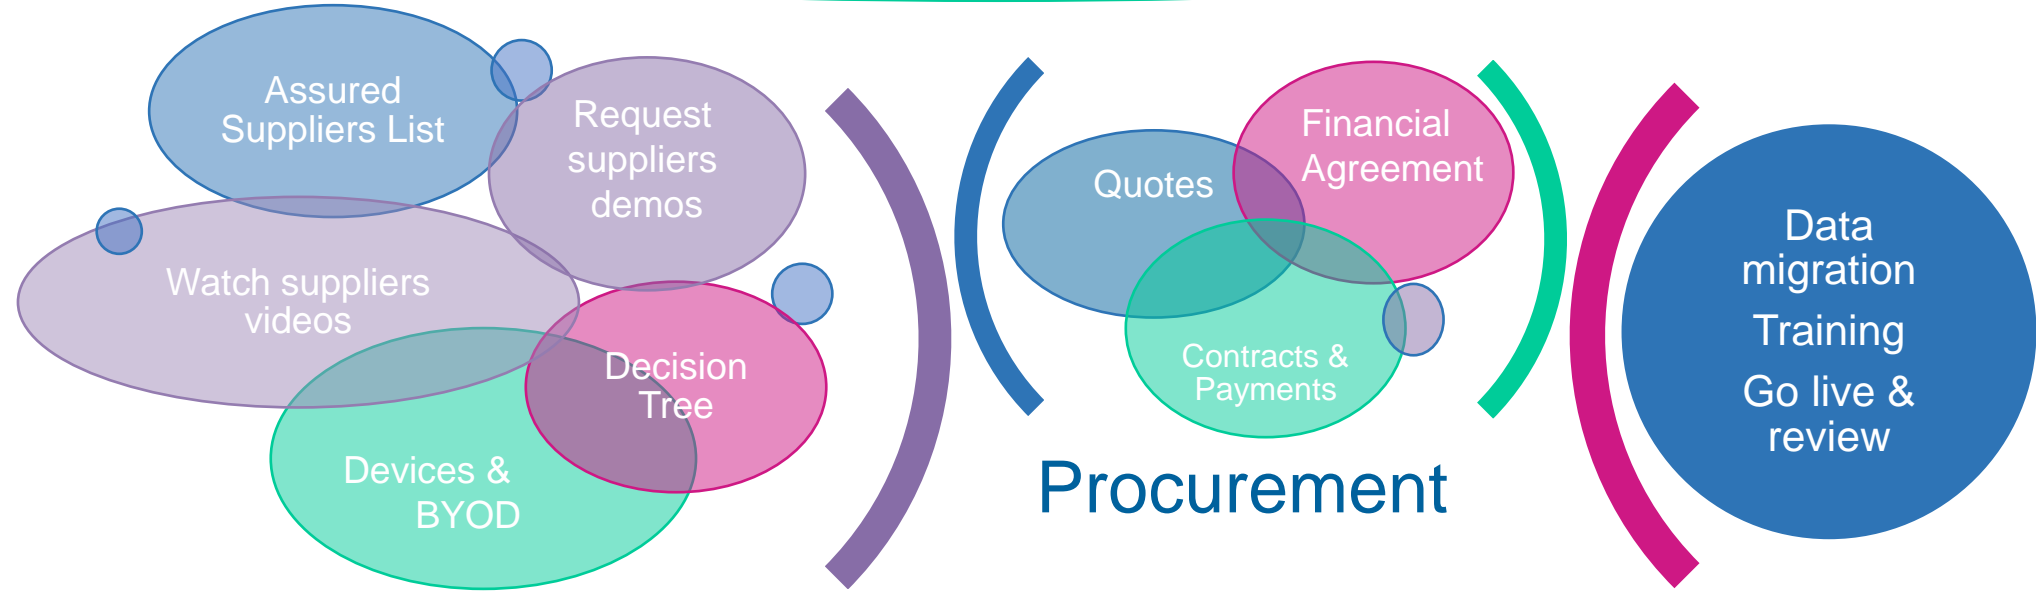 Assured
Suppliers List
Request
suppliers
demos
Watch suppliers
videos
Decision
Tree
Devices &
BYOD
Quotes
Financial
Agreement
Contracts &
Payments
Procurement
Data
migration
Training
Go live &
review